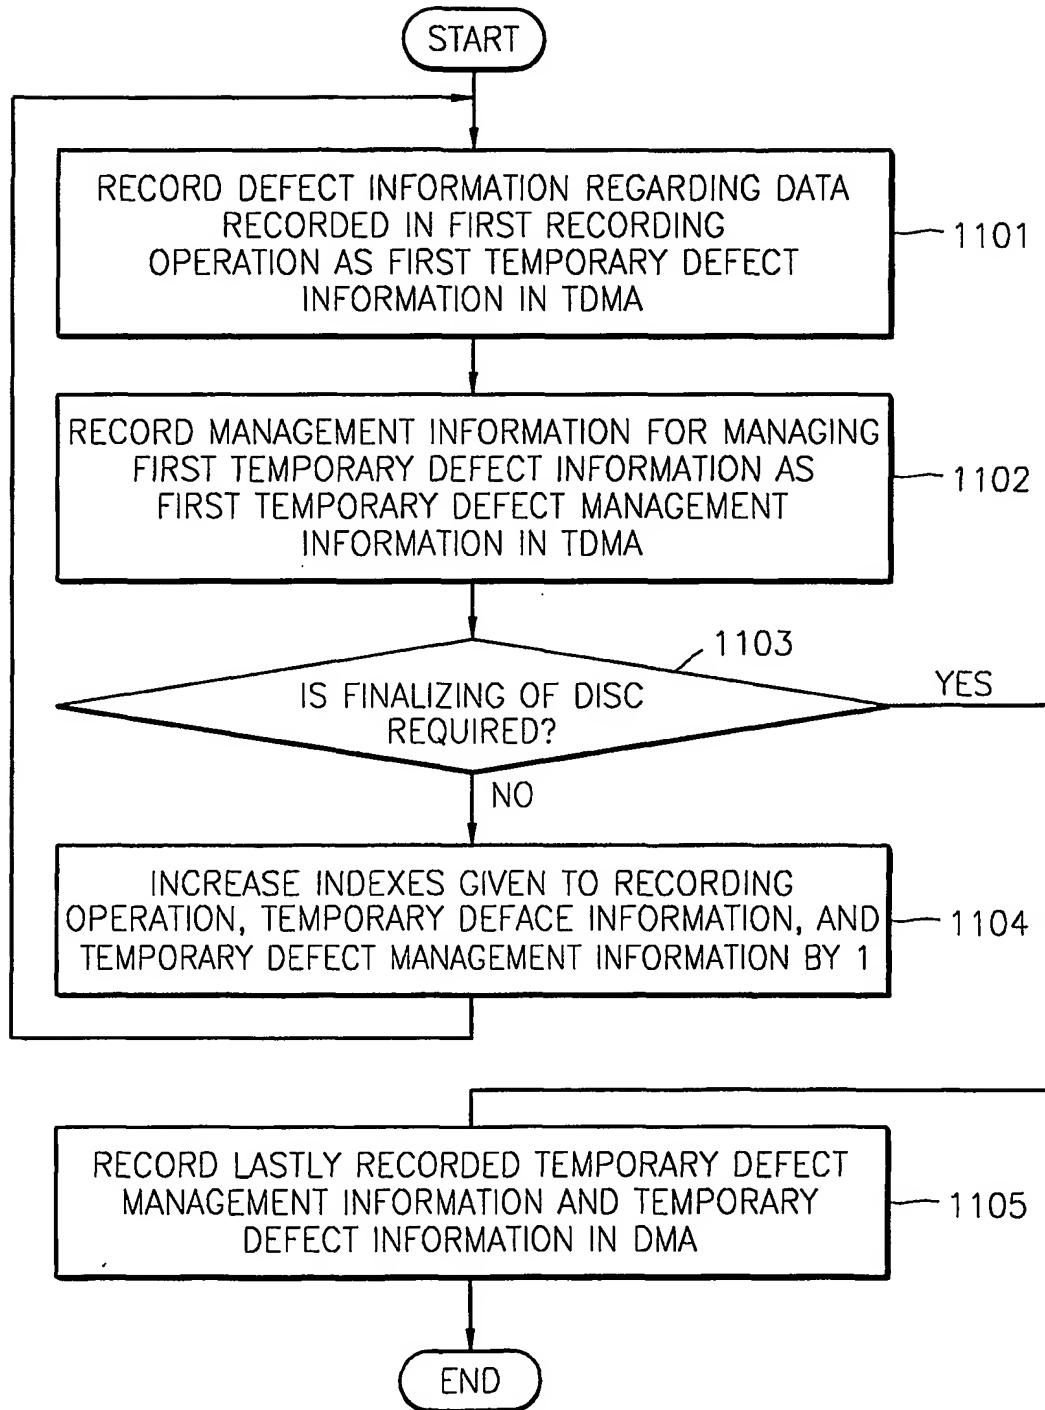 START
RECORD DEFECT INFORMATION REGARDING DATA
RECORDED IN FIRST RECORDING
OPERATION AS FIRST TEMPORARY DEFECT
INFORMATION IN TDMA
1101
RECORD MANAGEMENT INFORMATION FOR MANAGING
FIRST TEMPORARY DEFECT INFORMATION AS
FIRST TEMPORARY DEFECT MANAGEMENT
INFORMATION IN TDMA
1102
1103
IS FINALIZING OF DISC
REQUIRED?
YES
NO
INCREASE INDEXES GIVEN TO RECORDING
OPERATION, TEMPORARY DEFACE INFORMATION, AND
TEMPORARY DEFECT MANAGEMENT INFORMATION BY 1
1104
RECORD LASTLY RECORDED TEMPORARY DEFECT
MANAGEMENT INFORMATION AND TEMPORARY
DEFECT INFORMATION IN DMA
1105
END